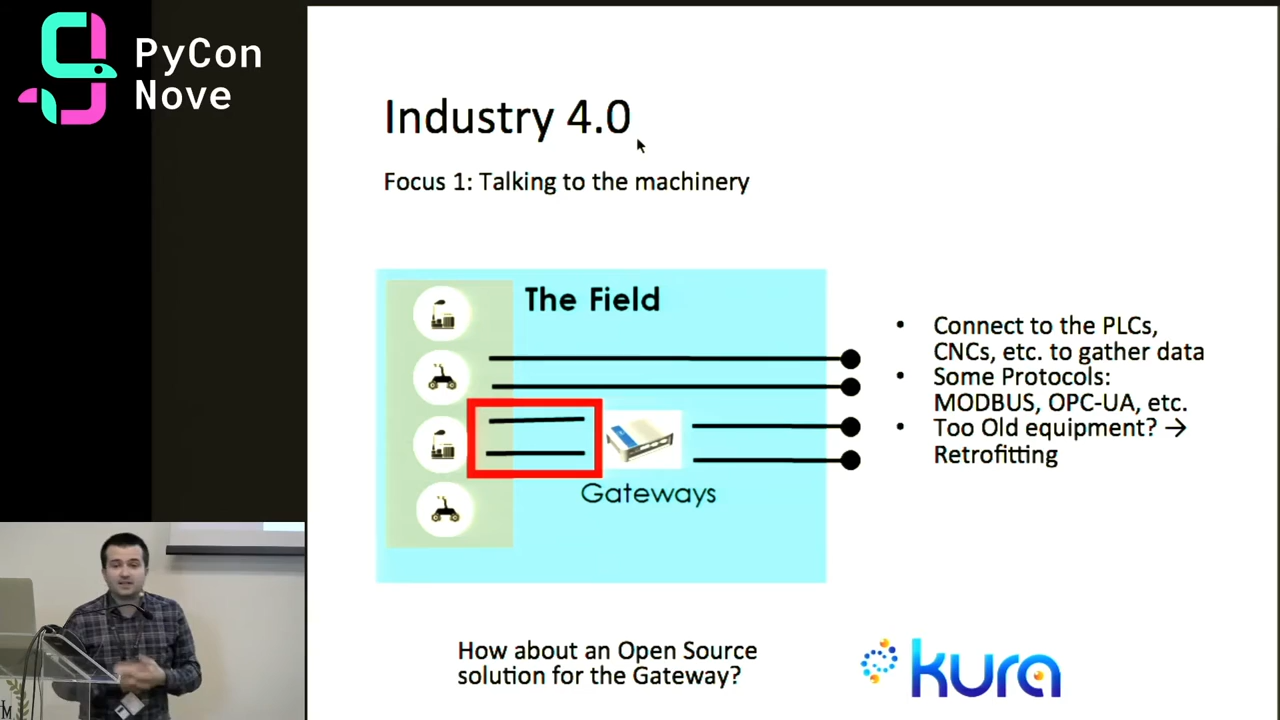 PyCon
Nove
Industry 4.0
Focus 1: Talking to the machinery
The Field
Gateways
• Connect to the PLCs,
CNCs, etc. to gather data
• Some Protocols:
MODBUS, OPC-UA, etc.
• Too Old equipment? →
Retrofitting
How about an Open Source
solution for the Gateway?
kura
M